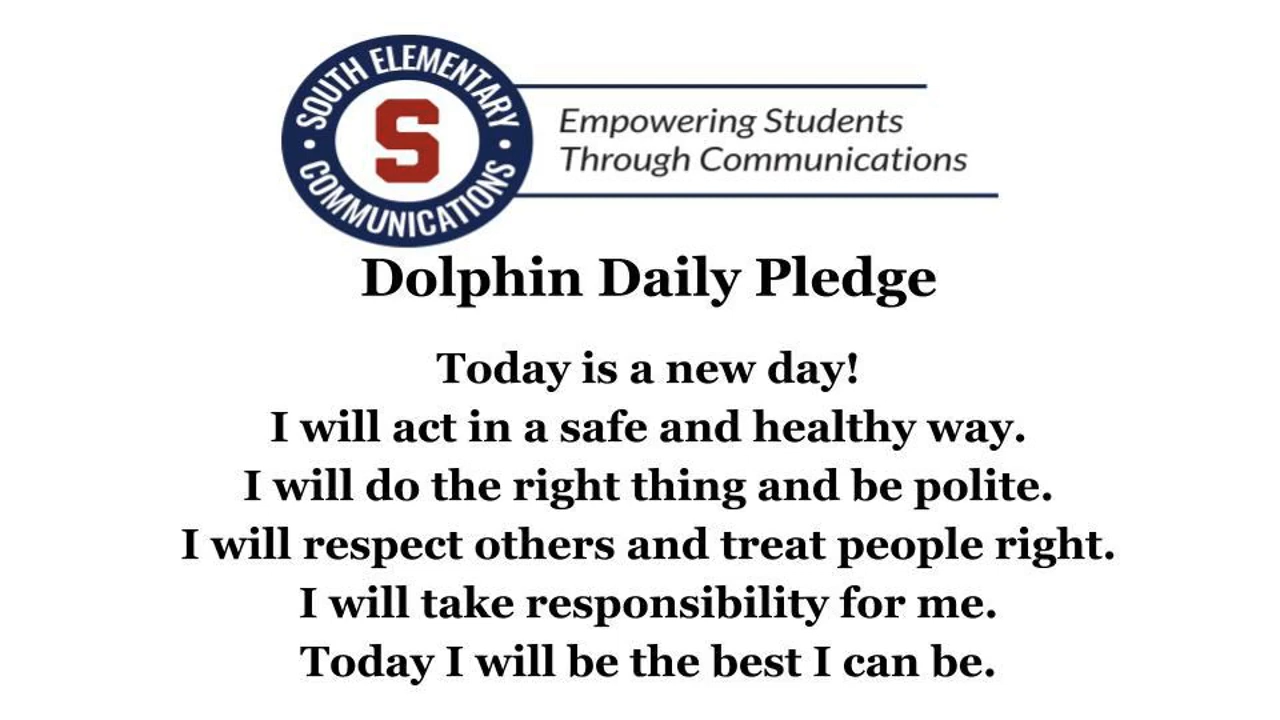 SOUTH ELEMENTARY
S
COMMUNICATIONS
Empowering Students
Through Communications
Dolphin Daily Pledge
Today is a new day!
I will act in a safe and healthy way.
I will do the right thing and be polite.
I will respect others and treat people right.
I will take responsibility for me.
Today I will be the best I can be.